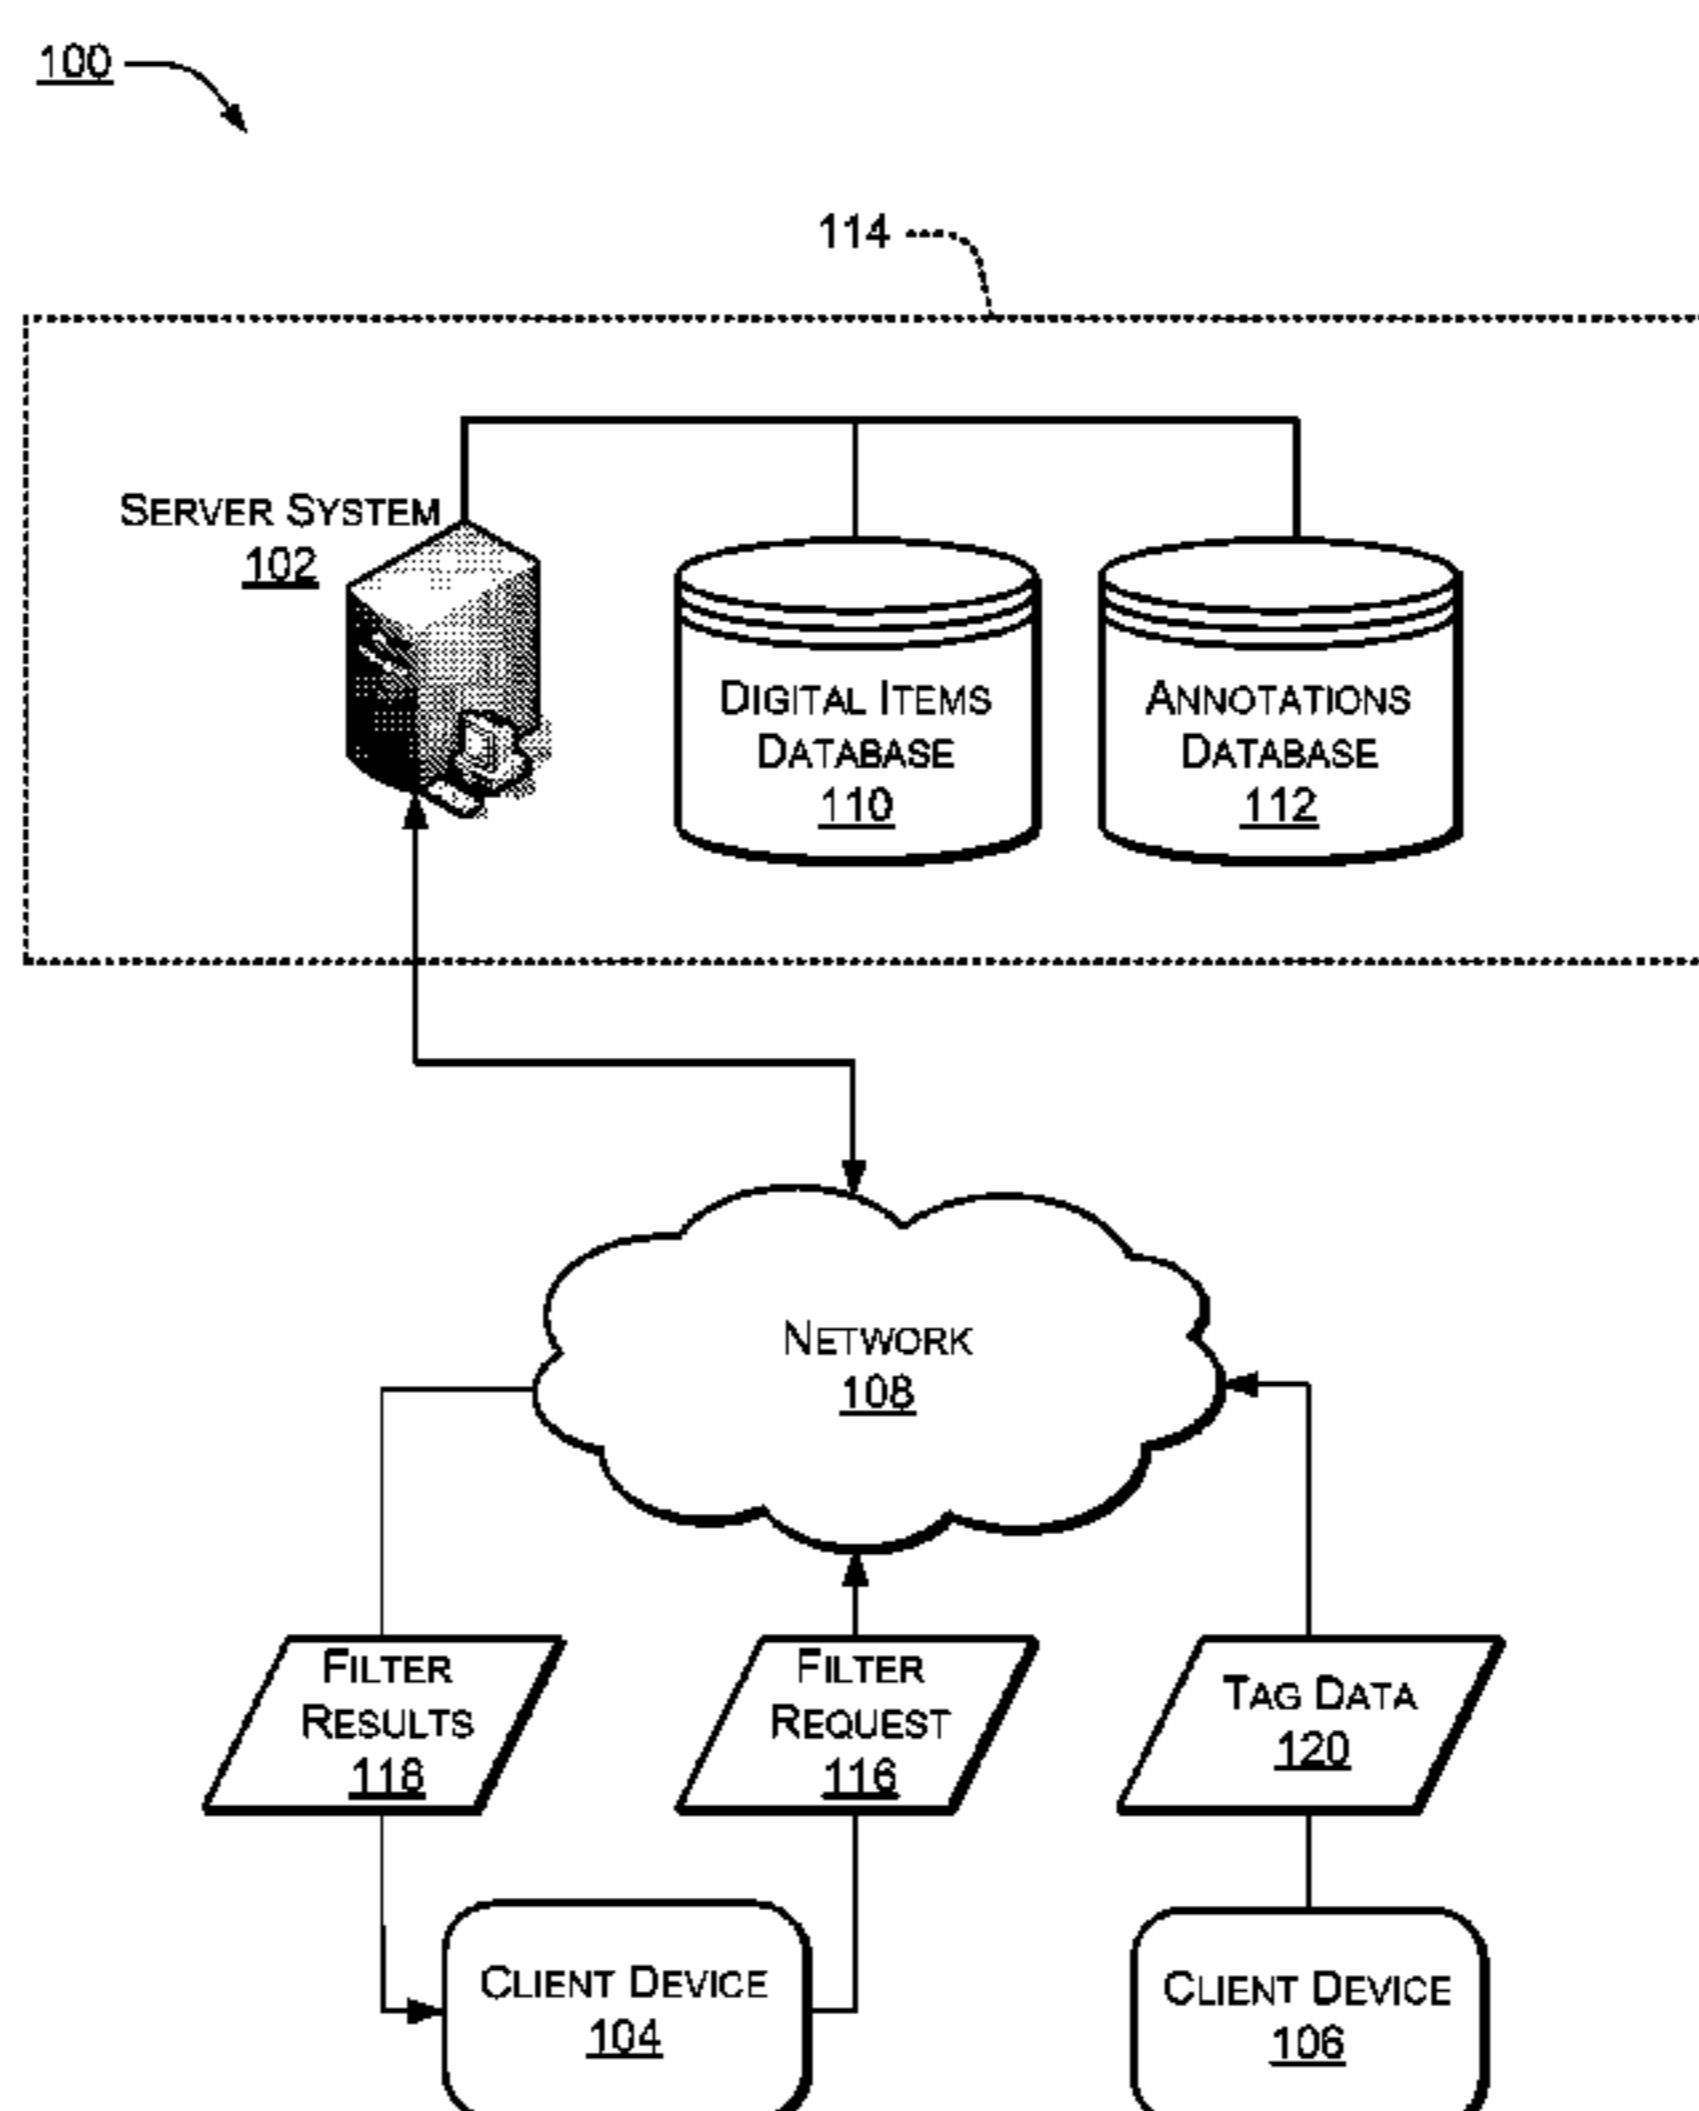 100
114
SERVER SYSTEM
102
DIGITAL ITEMS
DATABASE
110
ANNOTATIONS
DATABASE
112
NETWORK
108
FILTER
RESULTS
118
FILTER
REQUEST
116
TAG DATA
120
CLIENT DEVICE
104
CLIENT DEVICE
106